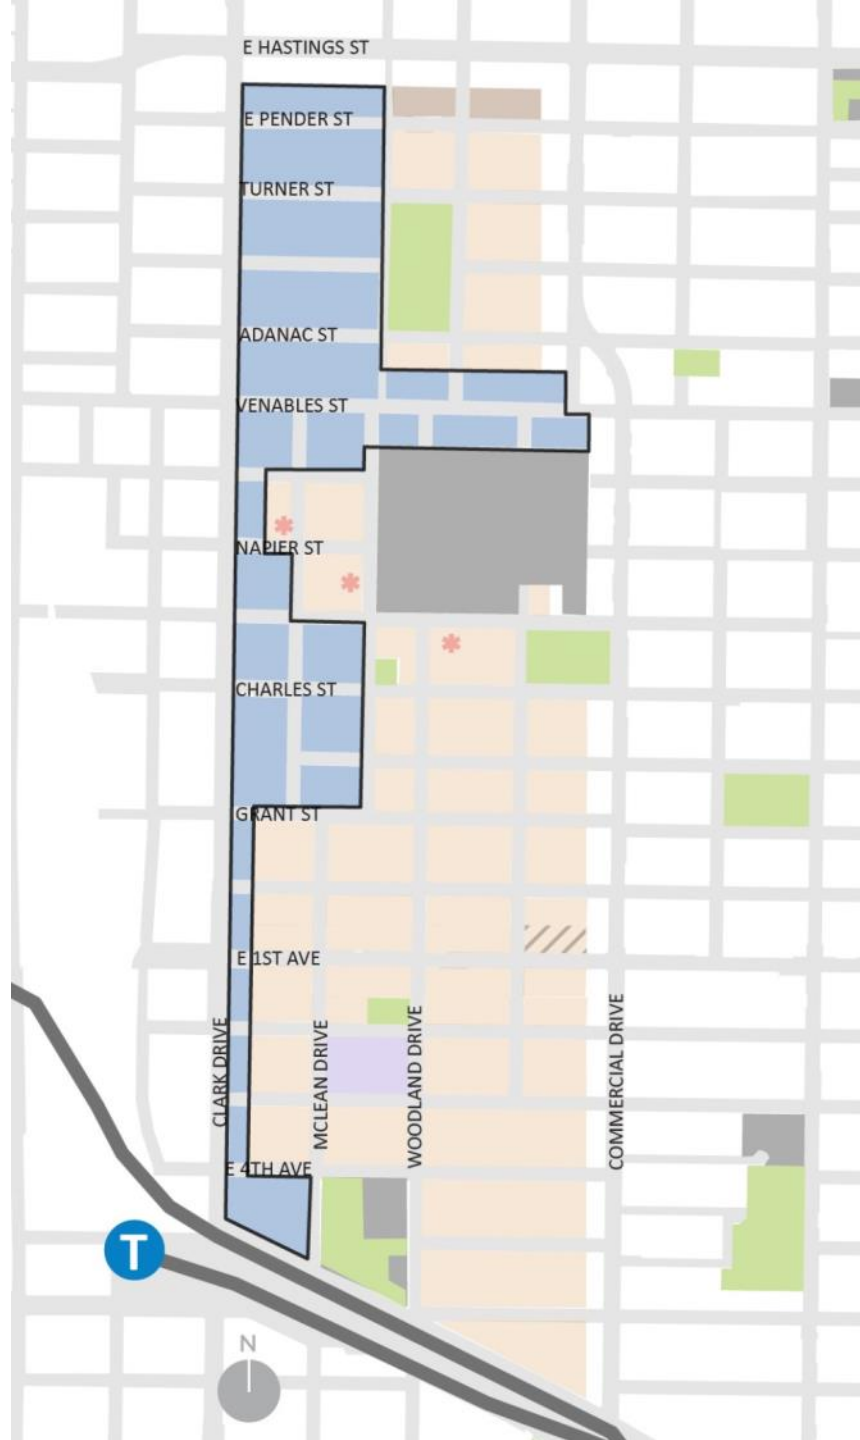 E HASTINGS ST
E PENDER ST
TURNER ST
ADANAC ST
VENABLES ST
NAPIER ST
CHARLES ST
GRANT ST
E 1ST AVE
CLARK DRIVE
MCLEAN DRIVE
WOODLAND DRIVE
COMMERCIAL DRIVE
E 4TH AVE
T
N